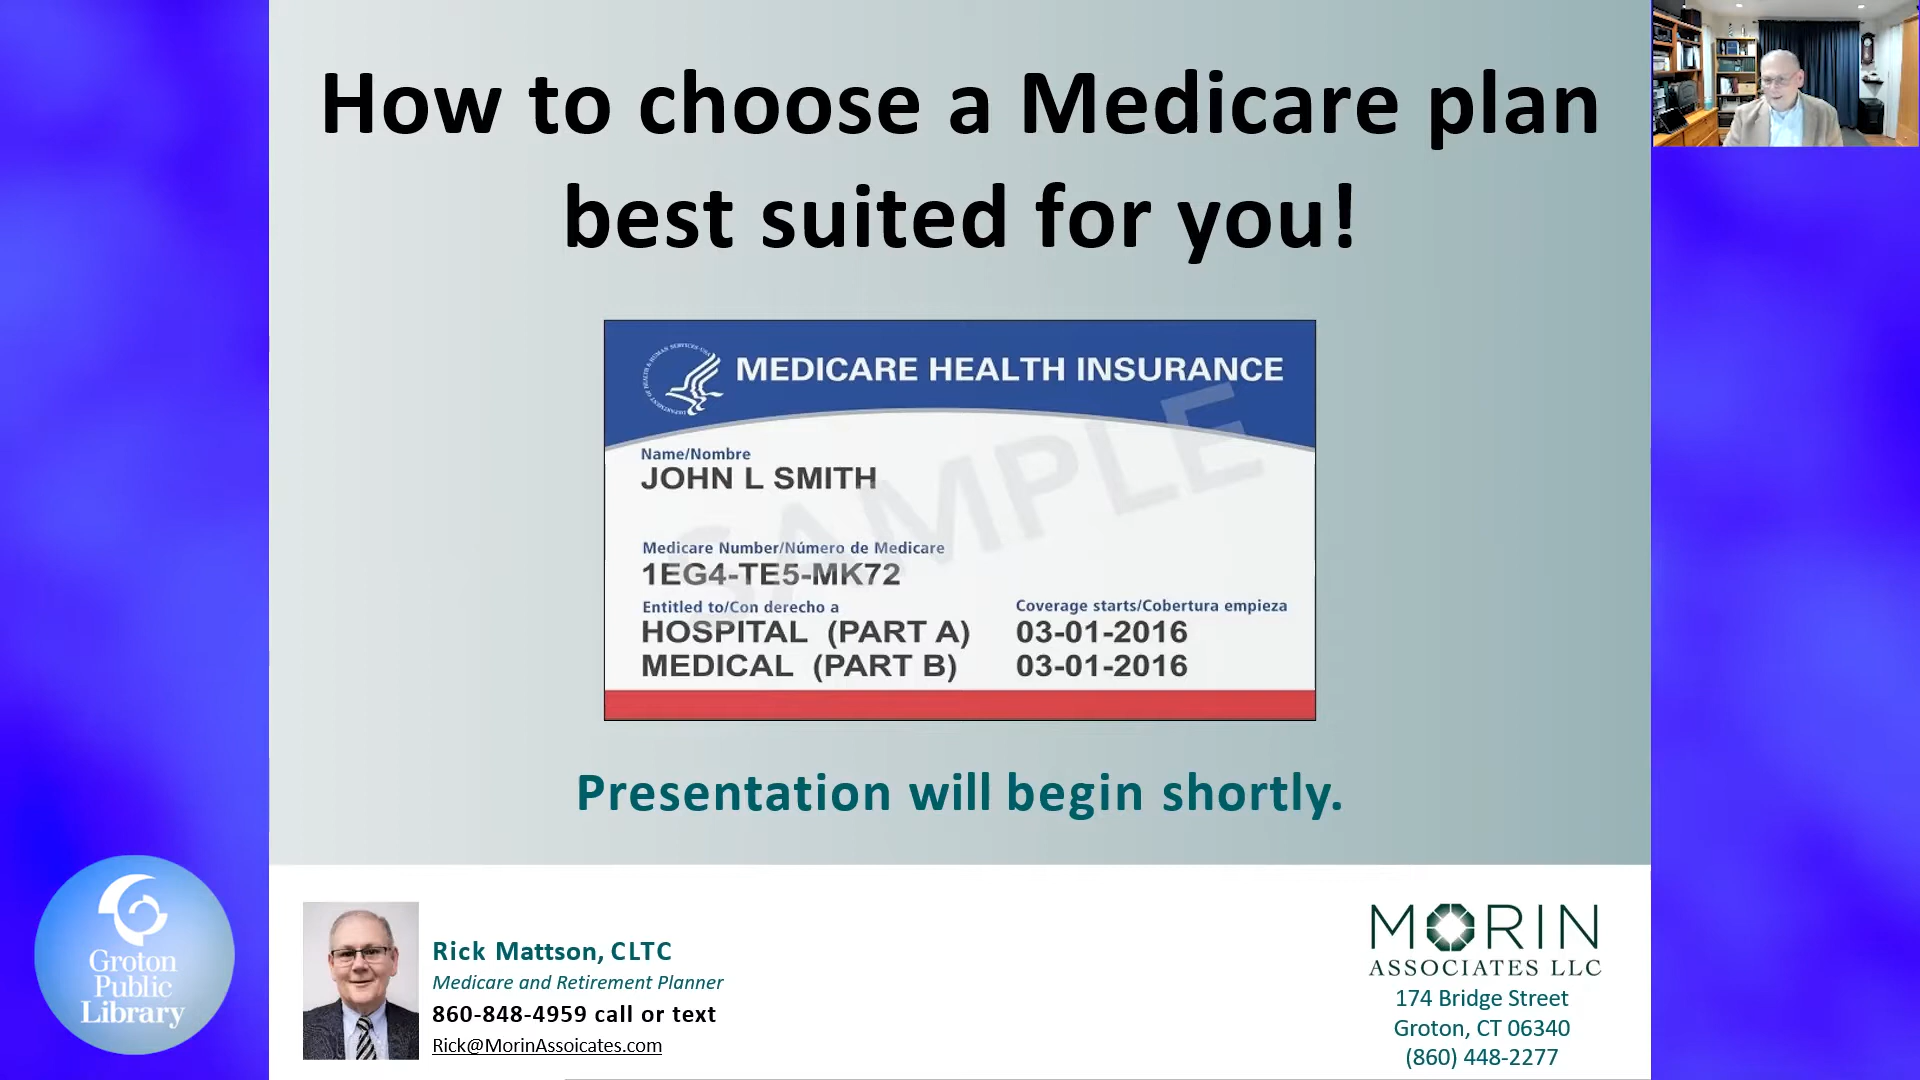 How to choose a Medicare plan
best suited for you!
MEDICARE HEALTH INSURANCE
SAMPLE
Name/Nombre
JOHN L SMITH
Medicare Number/Número de Medicare
1EG4-TE5-MK72
Entitled to/Con derecho a
Coverage starts/Cobertura empieza
HOSPITAL (PART A) 03-01-2016
MEDICAL (PART B) 03-01-2016
Presentation will begin shortly.
Groton
Public
Library
Rick Mattson, CLTC
Medicare and Retirement Planner
860-848-4959 call or text
Rick@MorinAssoicates.com
MORIN
ASSOCIATES LLC
174 Bridge Street
Groton, CT 06340
(860) 448-2277